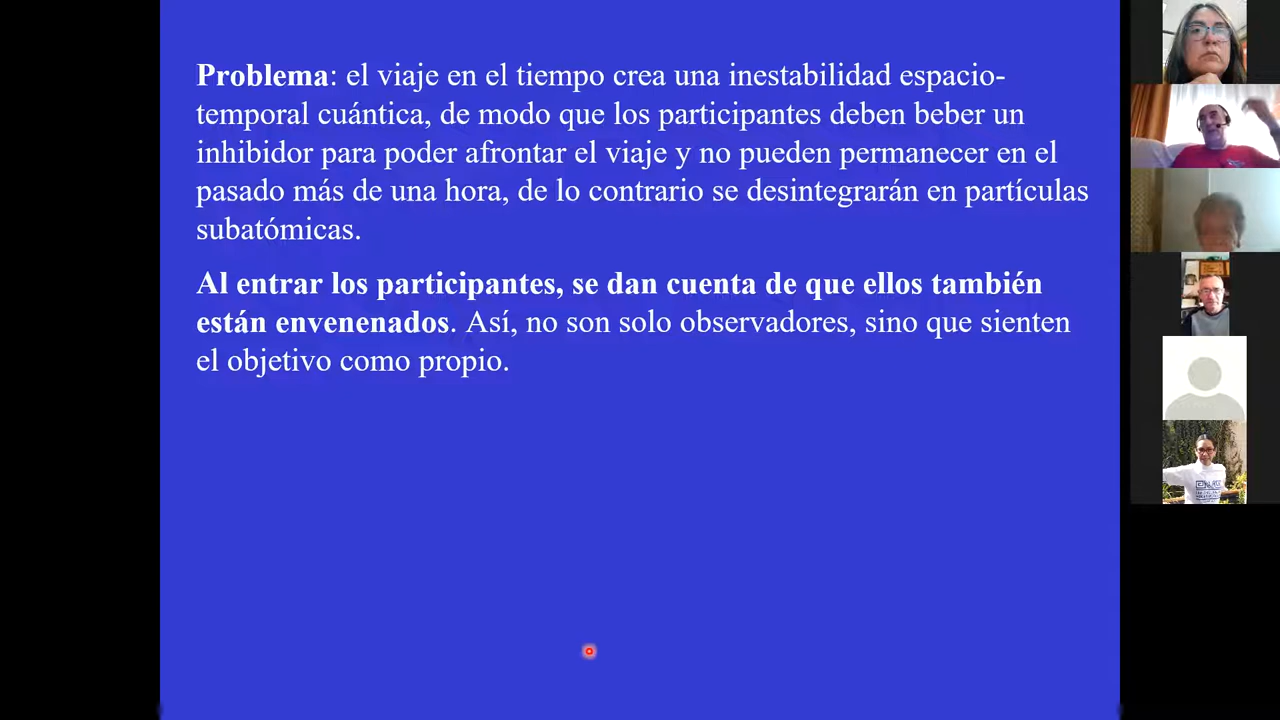 Problema: el viaje en el tiempo crea una inestabilidad espacio-
temporal cuántica, de modo que los participantes deben beber un
inhibidor para poder afrontar el viaje y no pueden permanecer en el
pasado más de una hora, de lo contrario se desintegrarán en partículas
subatómicas.
Al entrar los participantes, se dan cuenta de que ellos también
están envenenados. Así, no son solo observadores, sino que sienten
el objetivo como propio.